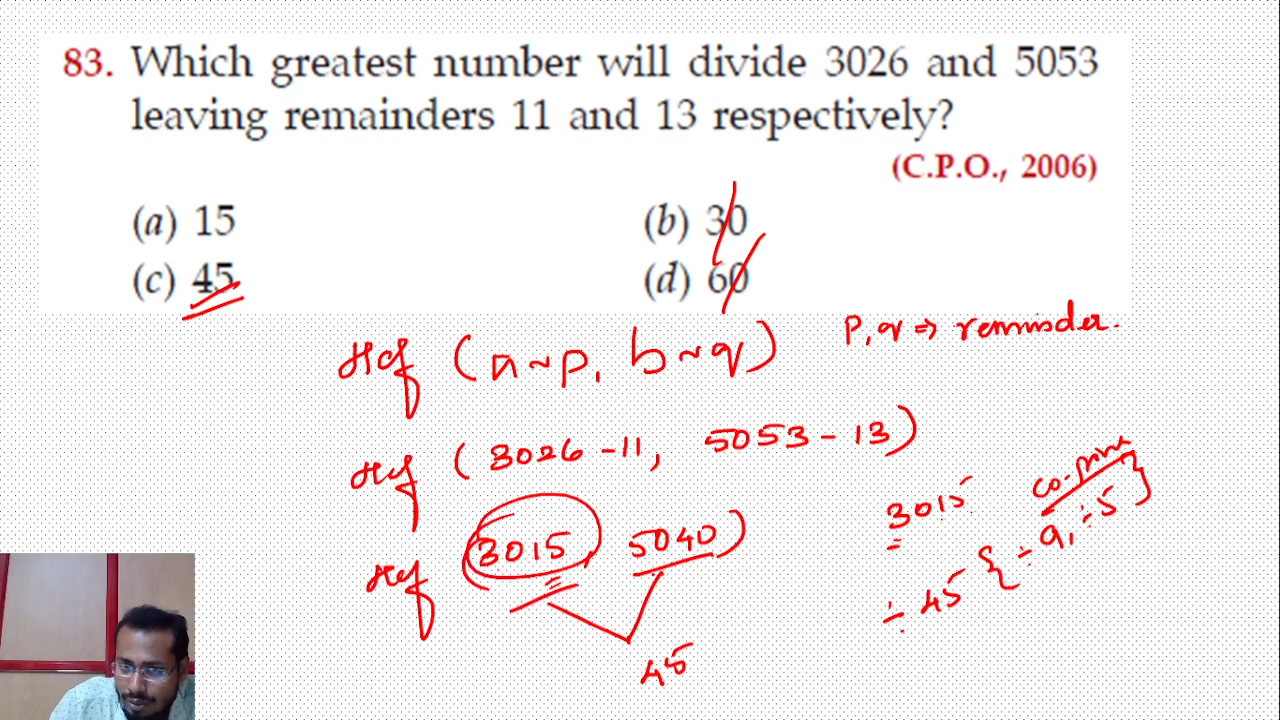 83. Which greatest number will divide 3026 and 5053
leaving remainders 11 and 13 respectively?
(C.P.O., 2006)
(a) 15 (b) 30
(c) 45 (d) 60
Hcf (a~p, b~q) P, q ⇒ reminder.
Hcf (3026-11, 5053-13)
Hcf (3015, 5040)
45
3015
÷ 45 { ÷ 9, ÷ 5 }
co-prime